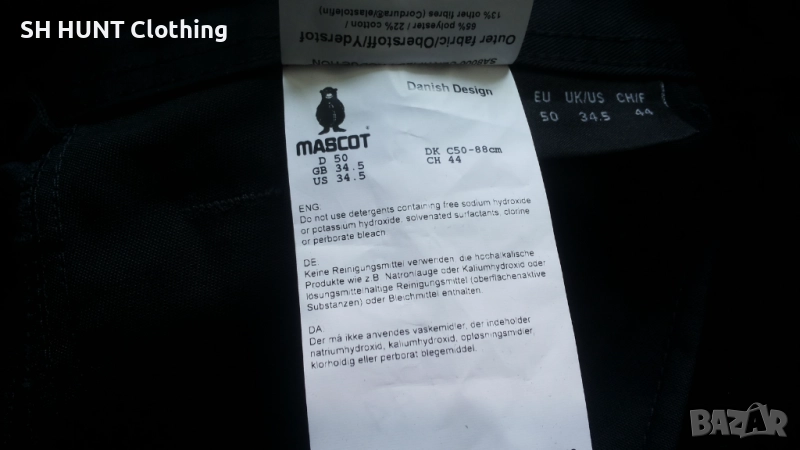 SH HUNT Clothing
13% other fibres (Cordura®/elastolefin)
65% polyester / 22% cotton /
Outer fabric/Oberstoff/Yderstof
Danish Design
MASCOT®
D 50
GB 34.5
US 34.5
DK C50-88cm
CH 44
EU UK/US CH/F
50 34.5 44
ENG:
Do not use detergents containing free sodium hydroxide
or potassium hydroxide, solvenated surfactants, clorine
or perborate bleach
DE:
Keine Reinigungsmittel verwenden, die hochalkalische
Produkte wie z.B. Natronlauge oder Kaliumhydroxid oder
lösungsmittelhaltige Reinigungsmittel (oberflächenaktive
Substanzen) oder Bleichmittel enthalten.
DA:
Der må ikke anvendes vaskemidler, der indeholder
natriumhydroxid, kaliumhydroxid, opløsningsmidler,
klorholdig eller perborat blegemiddel.
BAZAR